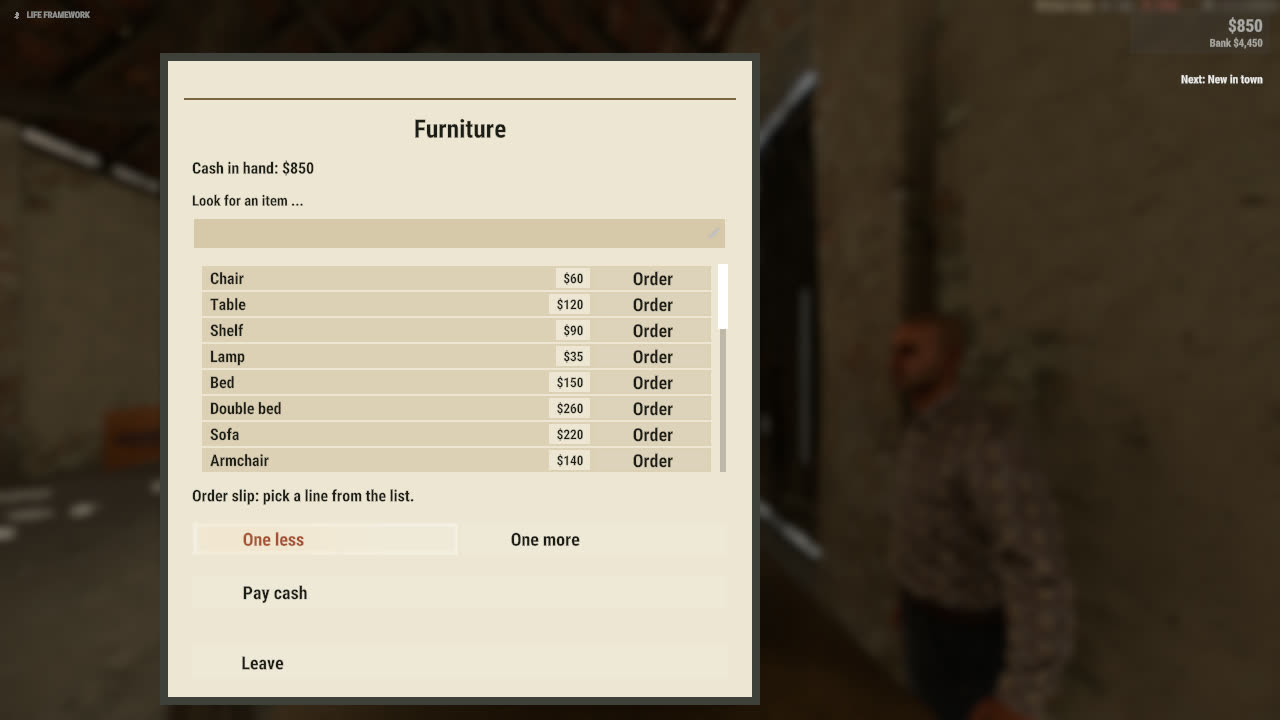 LIFE FRAMEWORK
$850
Bank $4,450
Next: New in town
Furniture
Cash in hand: $850
Look for an item ...
Chair $60 Order
Table $120 Order
Shelf $90 Order
Lamp $35 Order
Bed $150 Order
Double bed $260 Order
Sofa $220 Order
Armchair $140 Order
Order slip: pick a line from the list.
One less One more
Pay cash
Leave